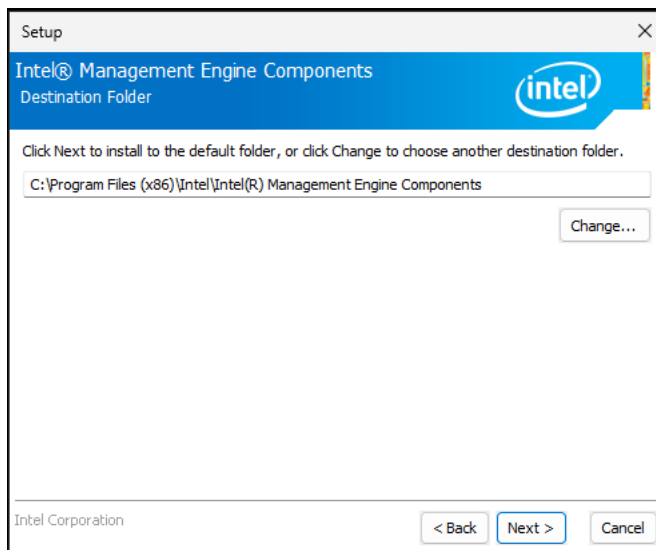 Setup
Intel® Management Engine Components
Destination Folder
intel
Click Next to install to the default folder, or click Change to choose another destination folder.
C:\Program Files (x86)\Intel\Intel(R) Management Engine Components
Change...
Intel Corporation
< Back
Next >
Cancel